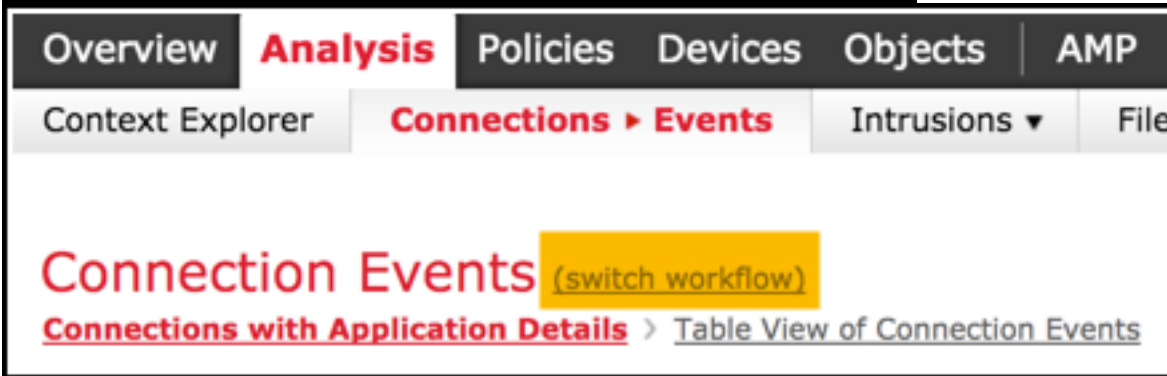 Overview Analysis Policies Devices Objects AMP
Context Explorer Connections ▸ Events Intrusions ▾ File
Connection Events (switch workflow)
Connections with Application Details > Table View of Connection Events